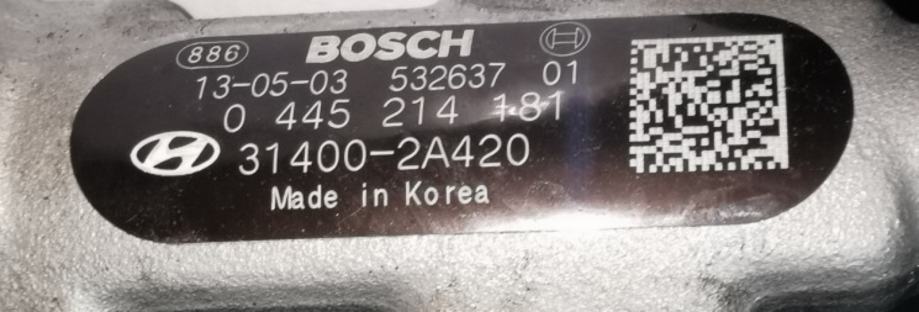 886 BOSCH
13-05-03 532637 01
0 445 214 181
31400-2A420
Made in Korea